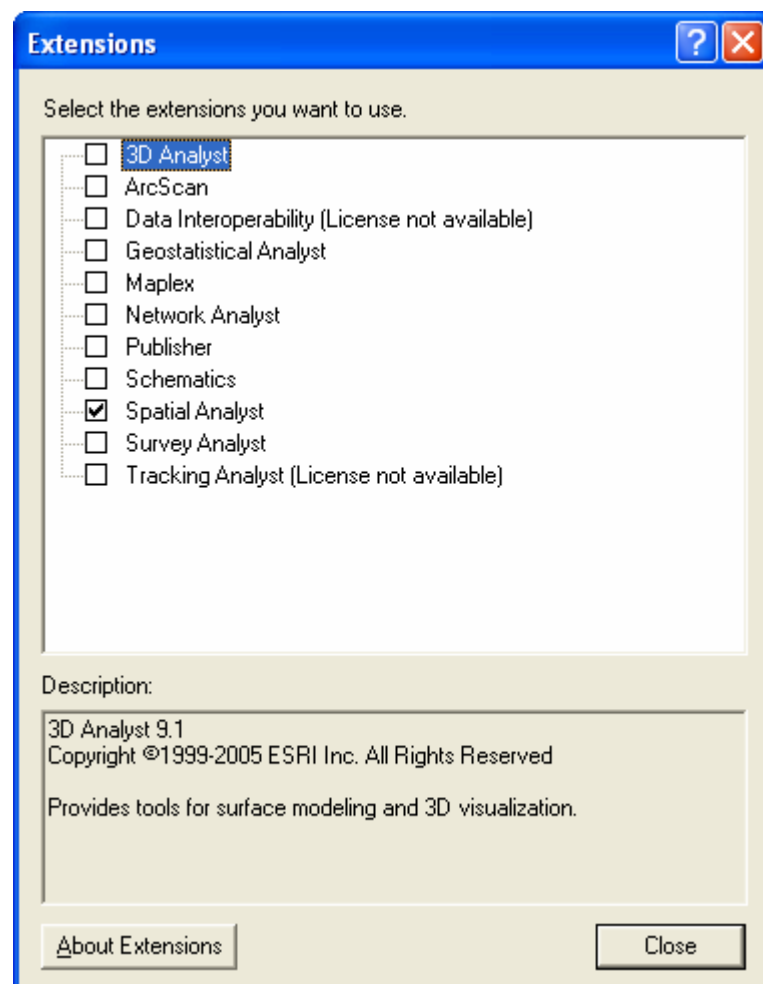 Extensions
Select the extensions you want to use.
3D Analyst
ArcScan
Data Interoperability (License not available)
Geostatistical Analyst
Maplex
Network Analyst
Publisher
Schematics
Spatial Analyst
Survey Analyst
Tracking Analyst (License not available)
Description:
3D Analyst 9.1
Copyright ©1999-2005 ESRI Inc. All Rights Reserved
Provides tools for surface modeling and 3D visualization.
About Extensions
Close